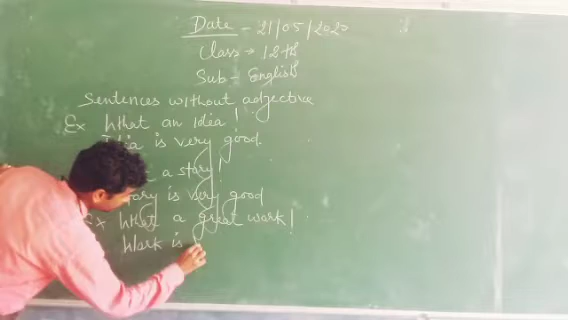 Date - 21/05/2020
Class → 12th
Sub - English
Sentences without adjective
Ex What an Idea!
is very good.
a story!
story is very good
Ex What a great work!
Work is